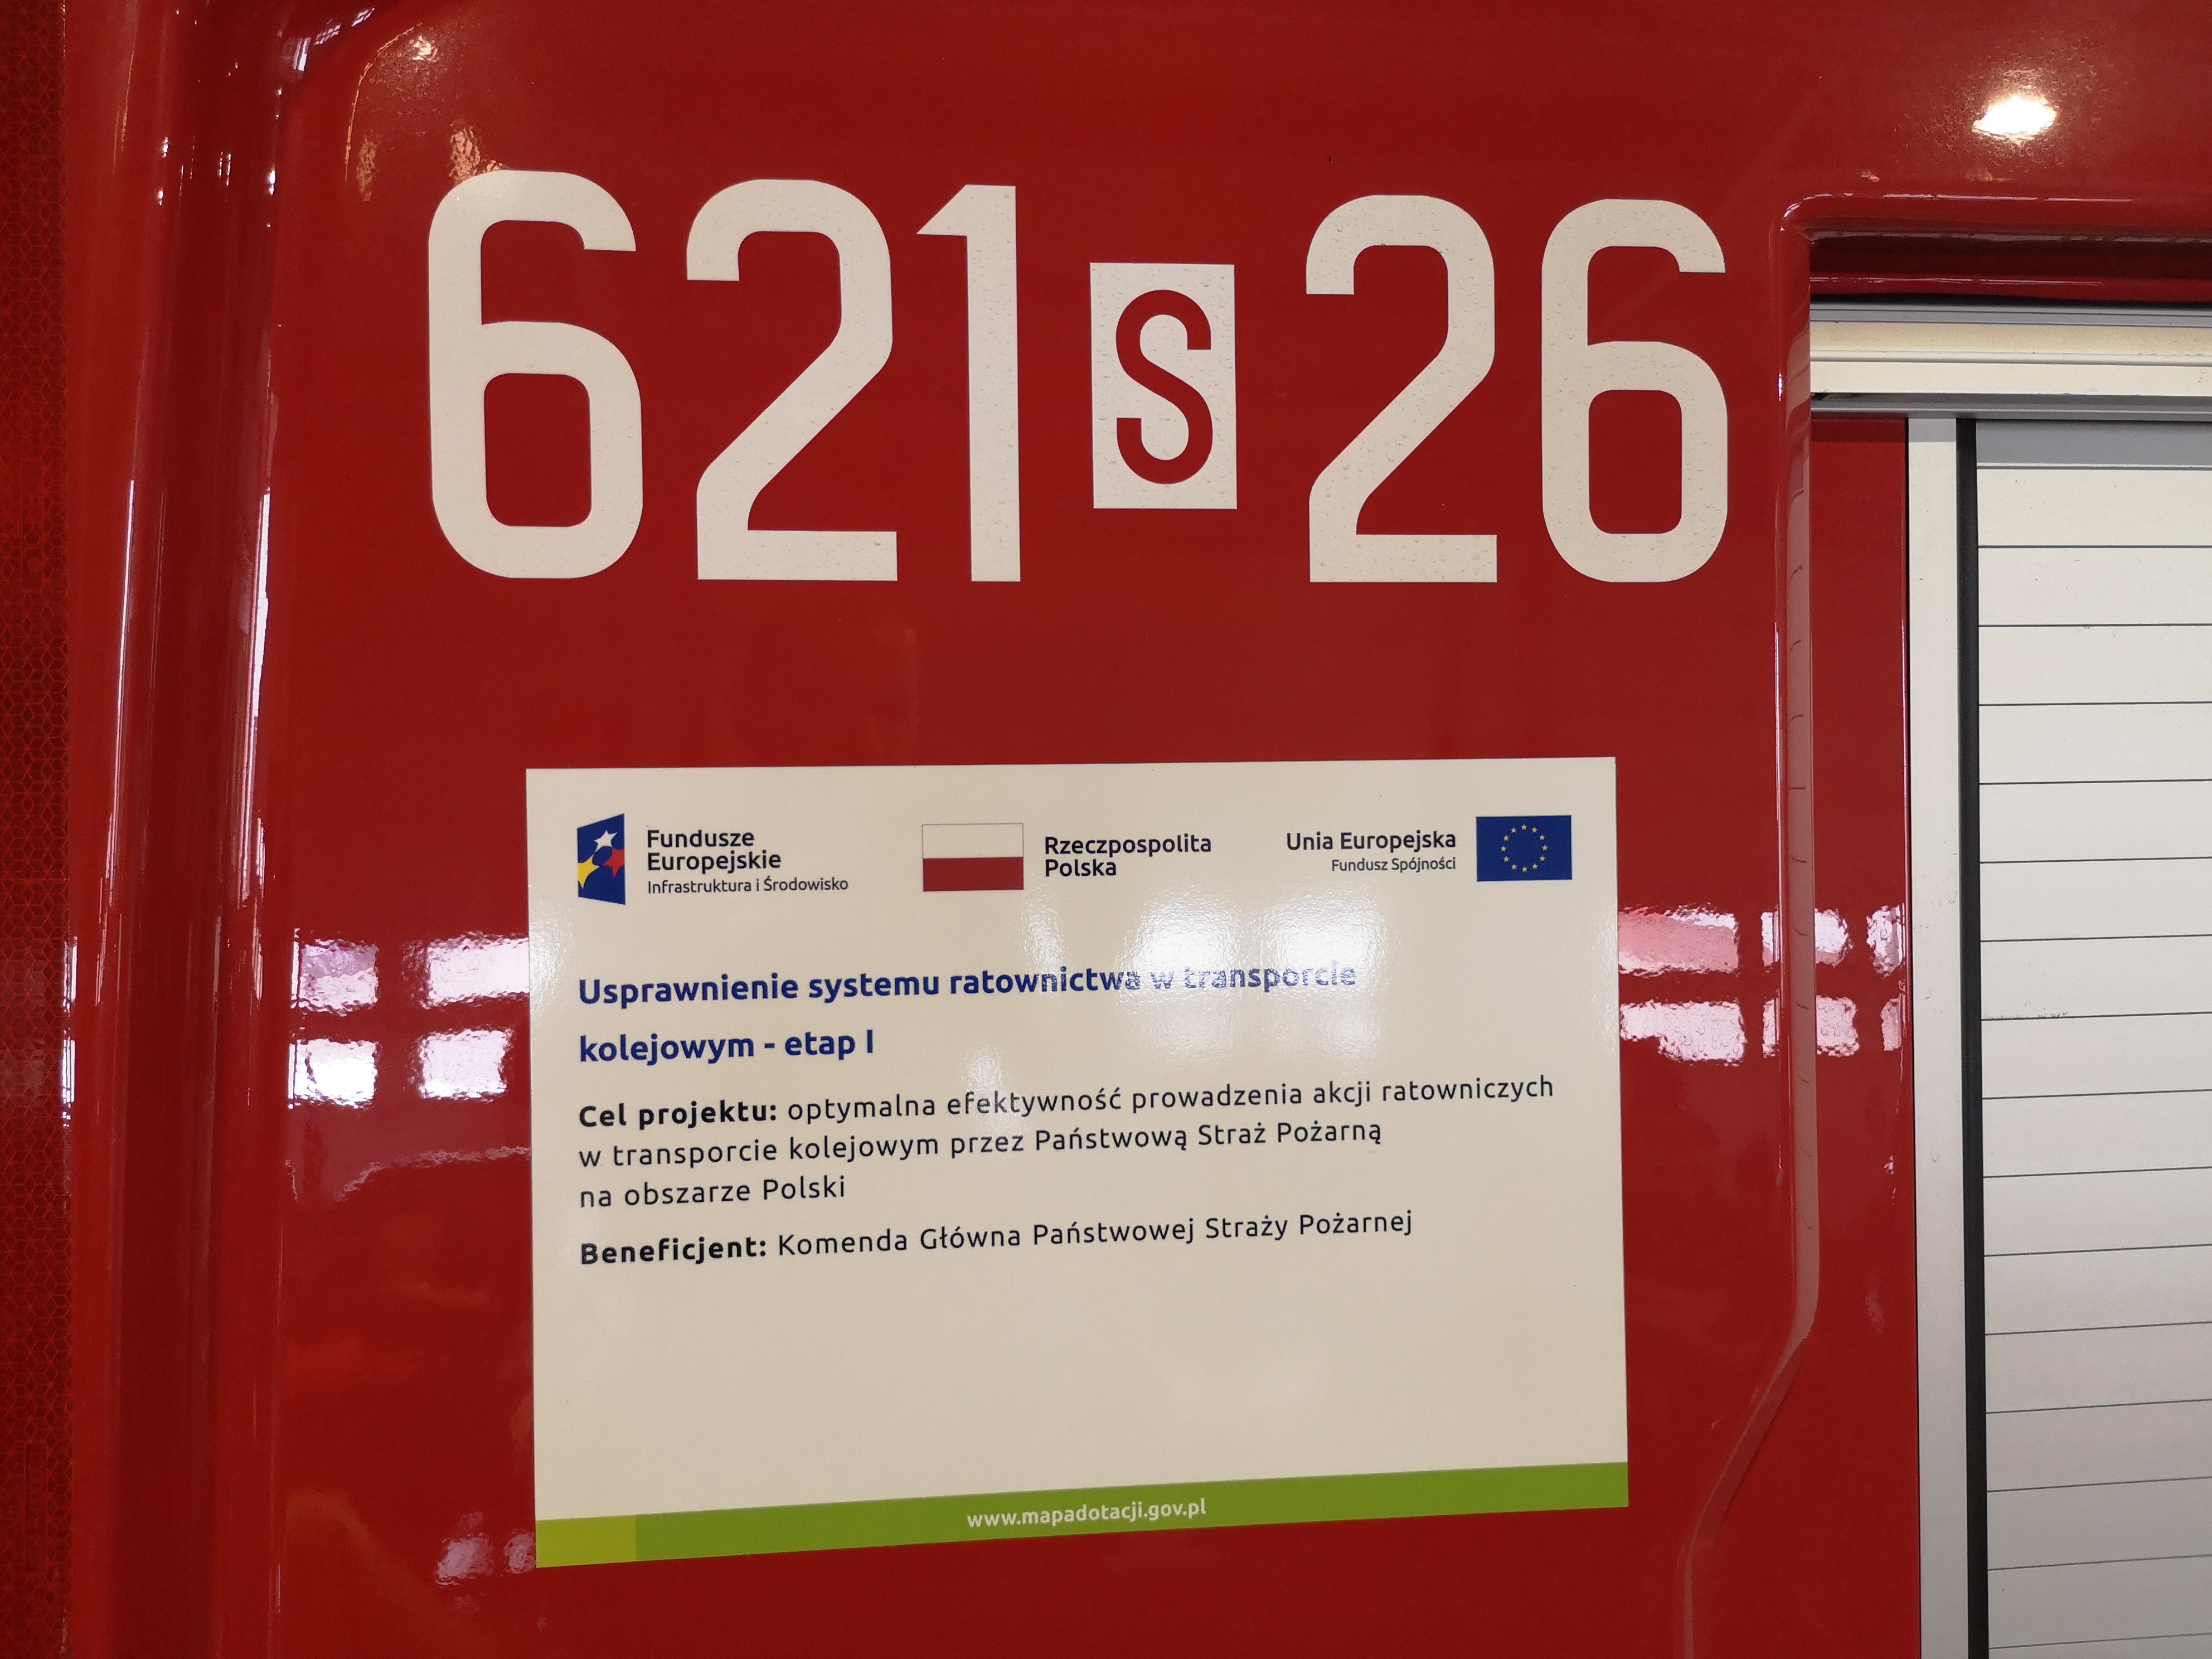 621 S 26
Fundusze
Europejskie
Infrastruktura i Środowisko
Rzeczpospolita
Polska
Unia Europejska
Fundusz Spójności
Usprawnienie systemu ratownictwa w transporcie
kolejowym - etap I
Cel projektu: optymalna efektywność prowadzenia akcji ratowniczych
w transporcie kolejowym przez Państwową Straż Pożarną
na obszarze Polski
Beneficjent: Komenda Główna Państwowej Straży Pożarnej
www.mapadotacji.gov.pl